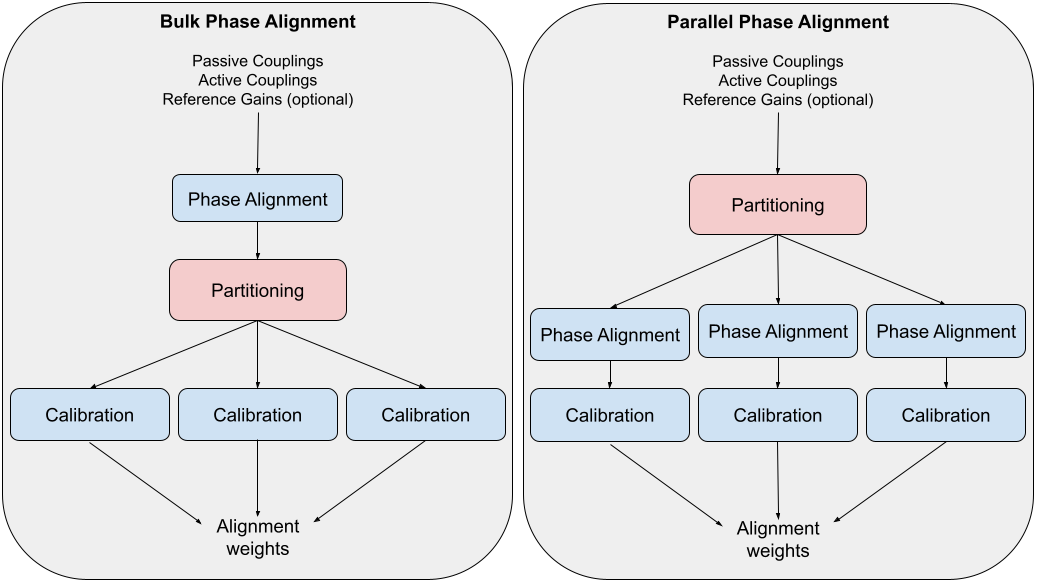 Bulk Phase Alignment
Passive Couplings
Active Couplings
Reference Gains (optional)
Phase Alignment
Partitioning
Calibration
Calibration
Calibration
Alignment
weights
Parallel Phase Alignment
Passive Couplings
Active Couplings
Reference Gains (optional)
Partitioning
Phase Alignment
Phase Alignment
Phase Alignment
Calibration
Calibration
Calibration
Alignment
weights